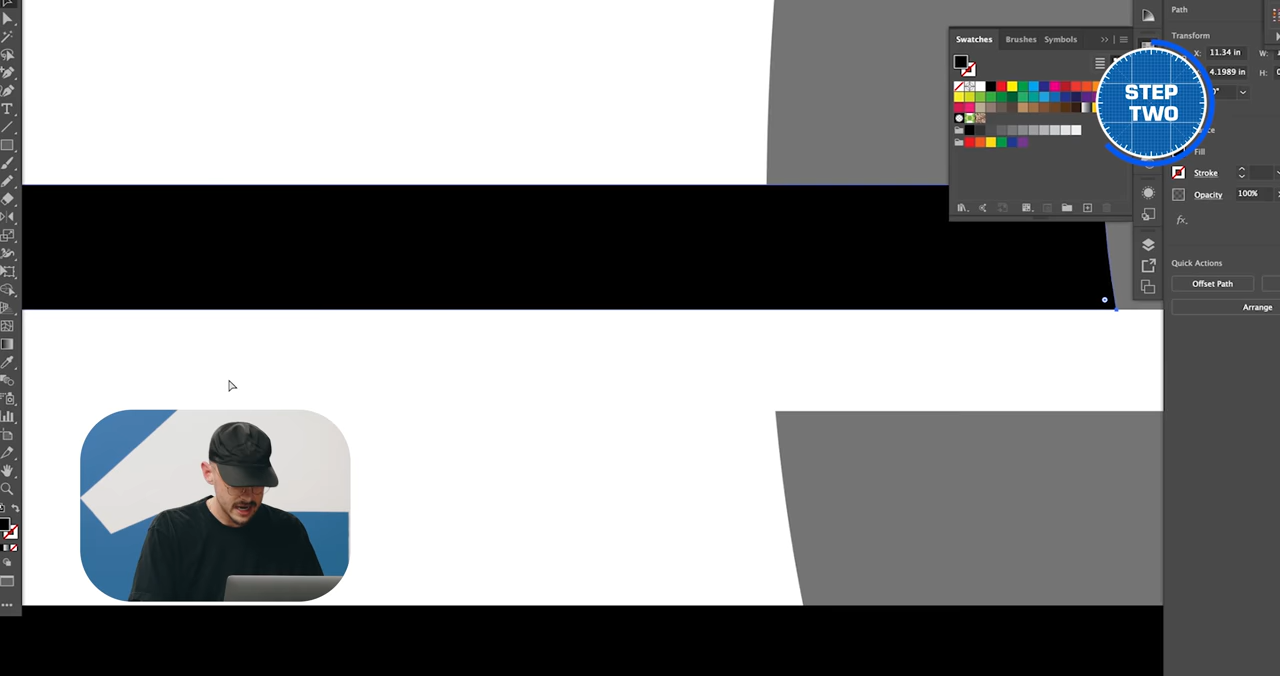 Path
Transform
Swatches
Brushes
Symbols
X:
11.34 in
W:
4.1989 in
H:
STEP
TWO
Fill
Stroke
Opacity
100%
fx
Quick Actions
Offset Path
Arrange